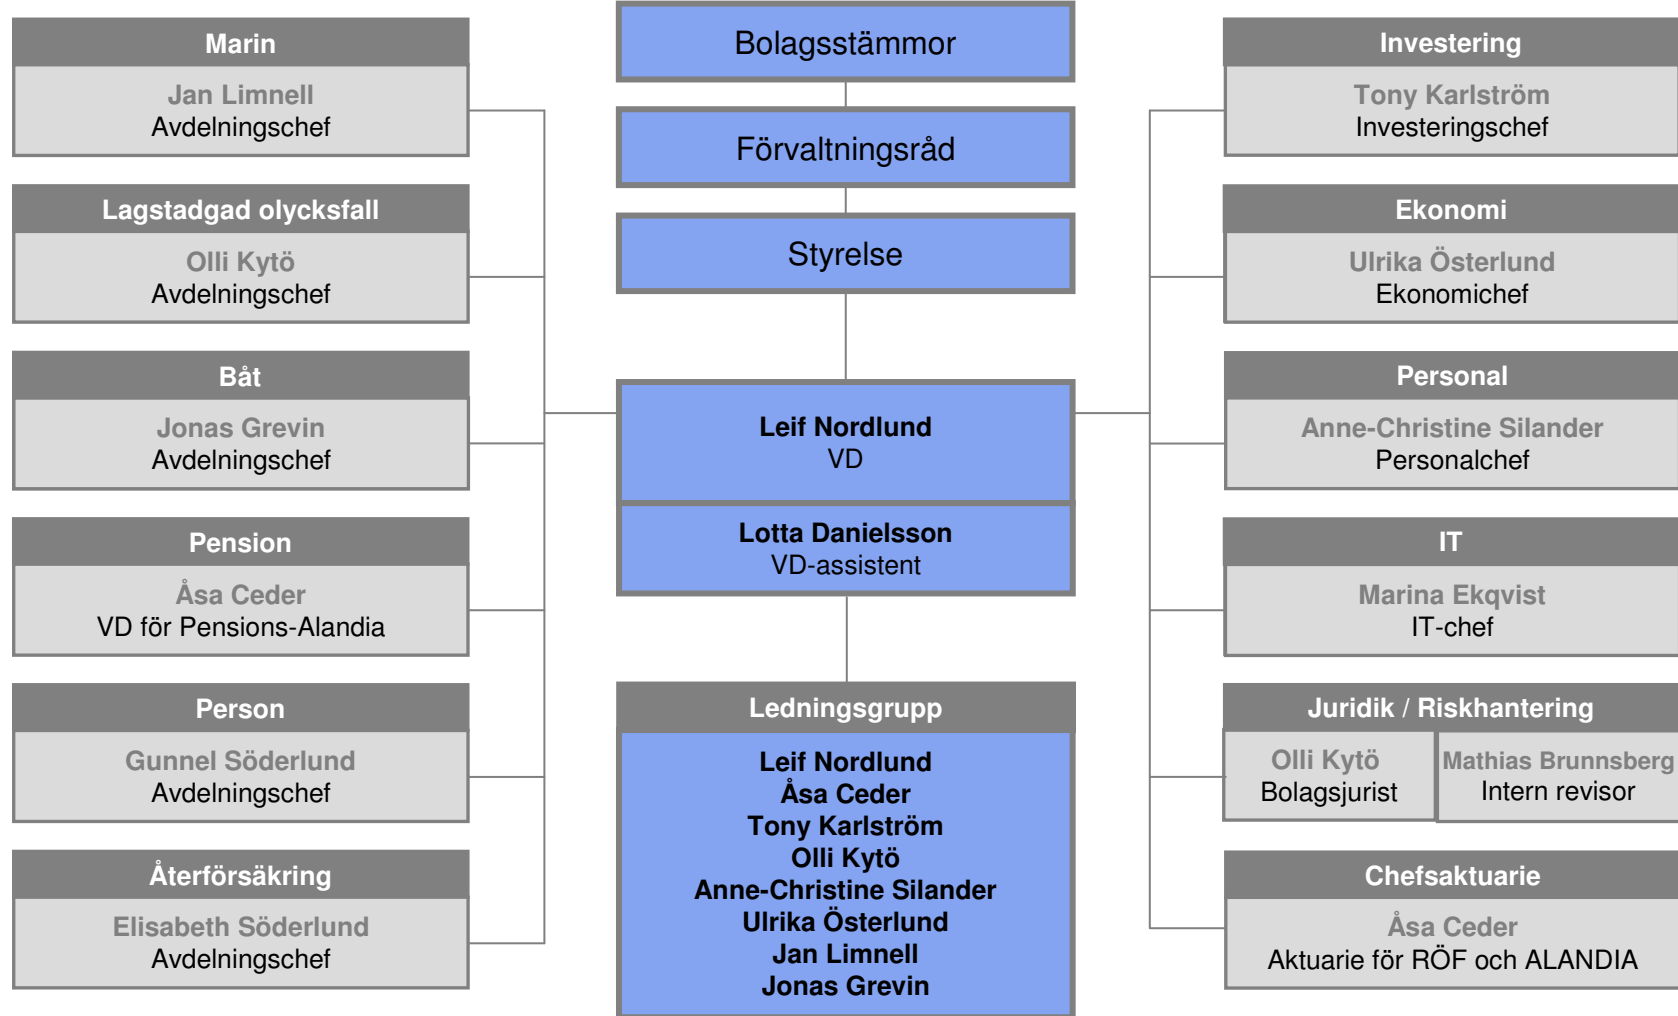 Marin
Jan Limnell
Avdelningschef
Lagstadgad olycksfall
Olli Kytö
Avdelningschef
Båt
Jonas Grevin
Avdelningschef
Pension
Åsa Ceder
VD för Pensions-Alandia
Person
Gunnel Söderlund
Avdelningschef
Återförsäkring
Elisabeth Söderlund
Avdelningschef
Bolagsstämmor
Förvaltningsråd
Styrelse
Leif Nordlund
VD
Lotta Danielsson
VD-assistent
Ledningsgrupp
Leif Nordlund
Åsa Ceder
Tony Karlström
Olli Kytö
Anne-Christine Silander
Ulrika Österlund
Jan Limnell
Jonas Grevin
Investering
Tony Karlström
Investeringschef
Ekonomi
Ulrika Österlund
Ekonomichef
Personal
Anne-Christine Silander
Personalchef
IT
Marina Ekqvist
IT-chef
Juridik / Riskhantering
Olli Kytö
Bolagsjurist
Mathias Brunnsberg
Intern revisor
Chefsaktuarie
Åsa Ceder
Aktuarie för RÖF och ALANDIA